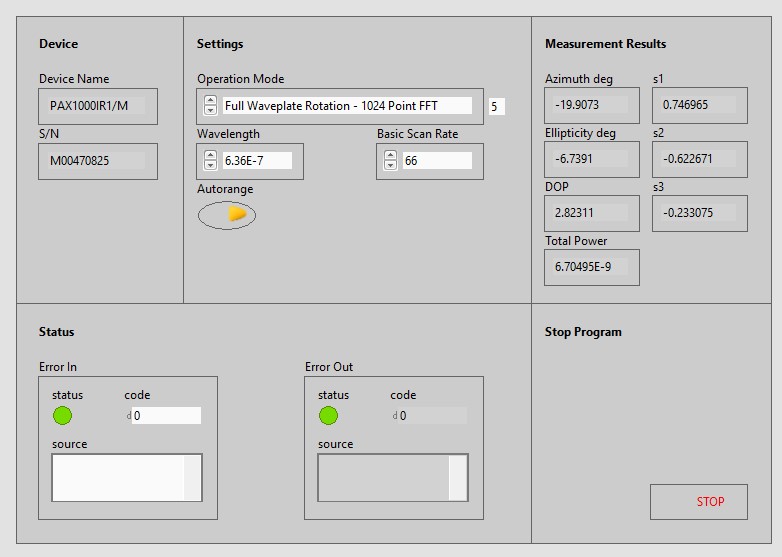 Device
Device Name
PAX1000IR1/M
S/N
M00470825
Settings
Operation Mode
Full Waveplate Rotation - 1024 Point FFT
5
Wavelength
6.36E-7
Basic Scan Rate
66
Autorange
Measurement Results
Azimuth deg
-19.9073
s1
0.746965
Ellipticity deg
-6.7391
s2
-0.622671
DOP
2.82311
s3
-0.233075
Total Power
6.70495E-9
Status
Error In
status
code
d 0
source
Error Out
status
code
d 0
source
Stop Program
STOP